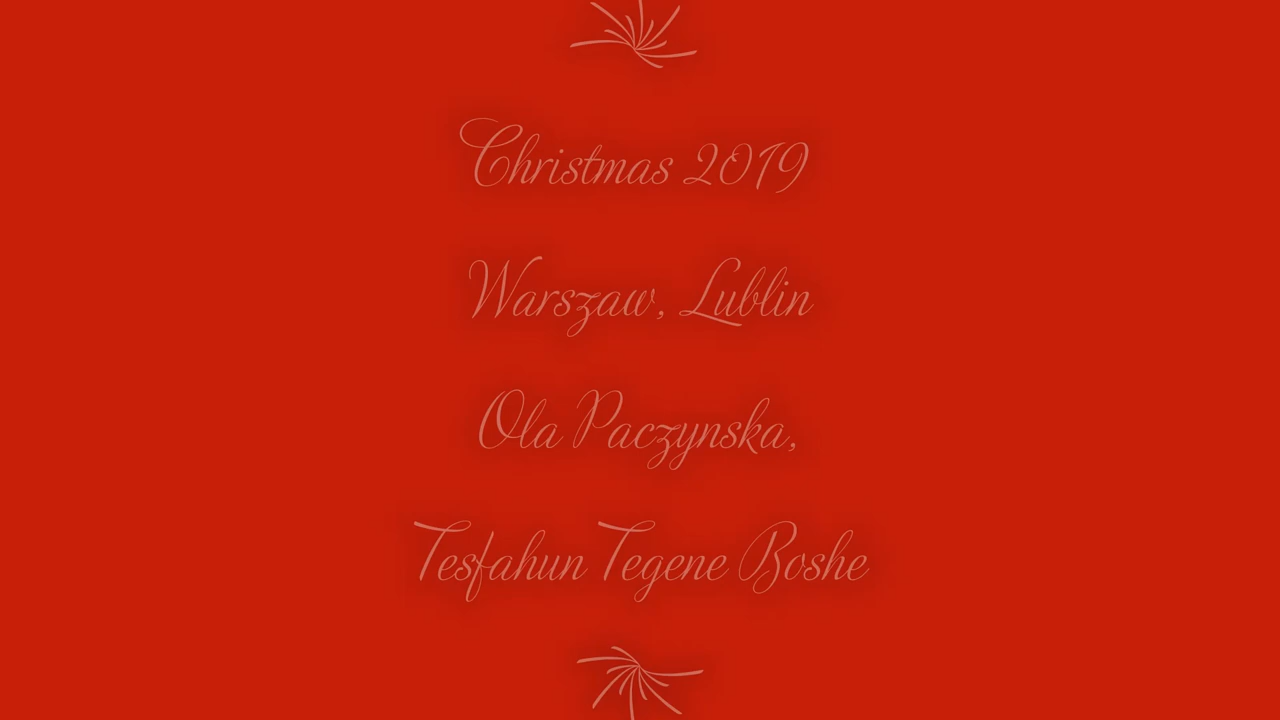 Christmas 2019
Warszaw, Lublin
Ola Paczynska,
Tesfahun Tegene Boshe